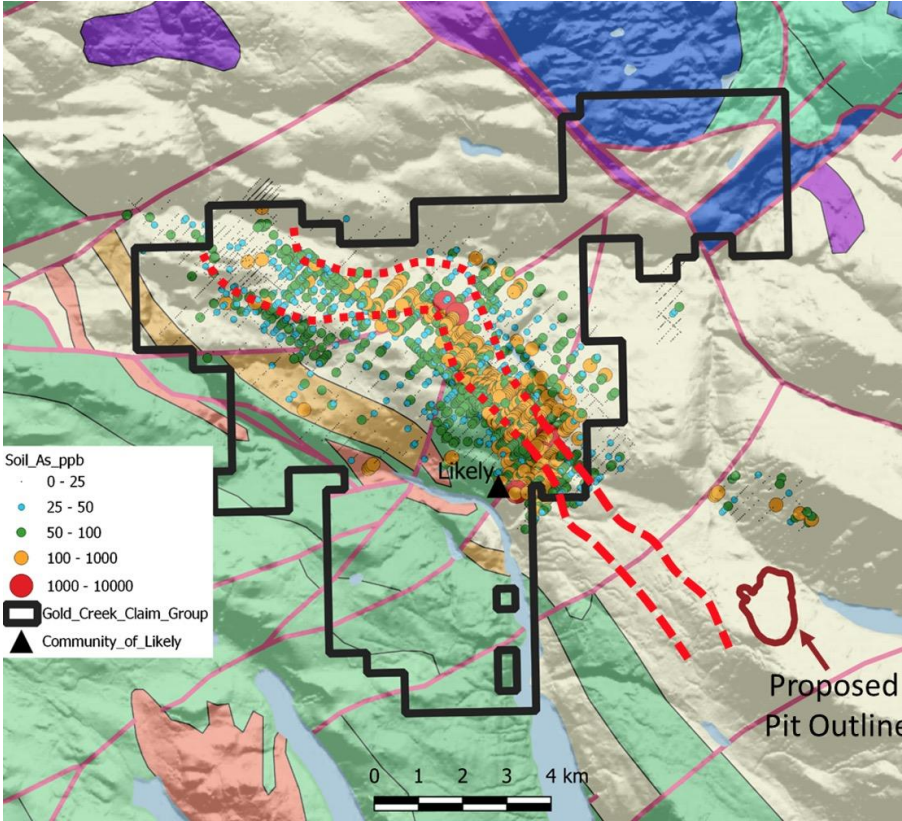 Likely
Soil_As_ppb
0 - 25
25 - 50
50 - 100
100 - 1000
1000 - 10000
Gold_Creek_Claim_Group
Community_of_Likely
Proposed
Pit Outline
0 1 2 3 4 km